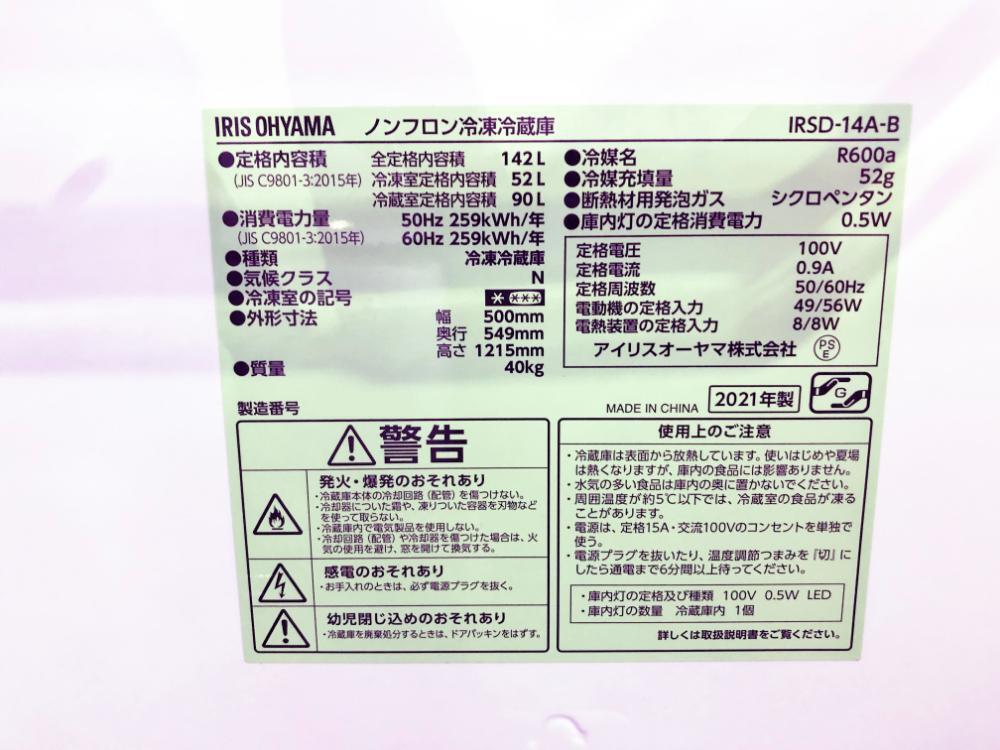 IRIS OHYAMA ノンフロン冷凍冷蔵庫 IRSD-14A-B
●定格内容積 全定格内容積 142L
(JIS C9801-3:2015年) 冷凍室定格内容積 52L
冷蔵室定格内容積 90L
●消費電力量 50Hz 259kWh/年
(JIS C9801-3:2015年) 60Hz 259kWh/年
●種類 冷凍冷蔵庫
●気候クラス N
●冷凍室の記号
●外形寸法 幅 500mm
奥行 549mm
高さ 1215mm
●質量 40kg
●冷媒名 R600a
●冷媒充填量 52g
●断熱材用発泡ガス シクロペンタン
●庫内灯の定格消費電力 0.5W
定格電圧 100V
定格電流 0.9A
定格周波数 50/60Hz
電動機の定格入力 49/56W
電熱装置の定格入力 8/8W
アイリスオーヤマ株式会社 PSE
製造番号
MADE IN CHINA 2021年製 G
警告
発火・爆発のおそれあり
・冷蔵庫本体の冷却回路(配管)を傷つけない。
・冷却器についた霜や、凍りついた容器を刃物など
を使って取らない。
・冷蔵庫内で電気製品を使用しない。
・冷却回路(配管)や冷却器を傷つけた場合は、火
気の使用を避け、窓を開けて換気する。
感電のおそれあり
・お手入れのときは、必ず電源プラグを抜く。
幼児閉じ込めのおそれあり
・冷蔵庫を廃棄処分するときは、ドアパッキンをはずす。
使用上のご注意
・冷蔵庫は表面から放熱しています。使いはじめや夏場
は熱くなりますが、庫内の食品には影響ありません。
・水気の多い食品は庫内の奥に置かないでください。
・周囲温度が約5℃以下では、冷蔵室の食品が凍る
ことがあります。
・電源は、定格15A・交流100Vのコンセントを単独で
使う。
・電源プラグを抜いたり、温度調節つまみを『切』に
したら通電まで6分間以上待ってください。
・庫内灯の定格及び種類 100V 0.5W LED
・庫内灯の数量 冷蔵庫内 1個
詳しくは取扱説明書をご覧ください。